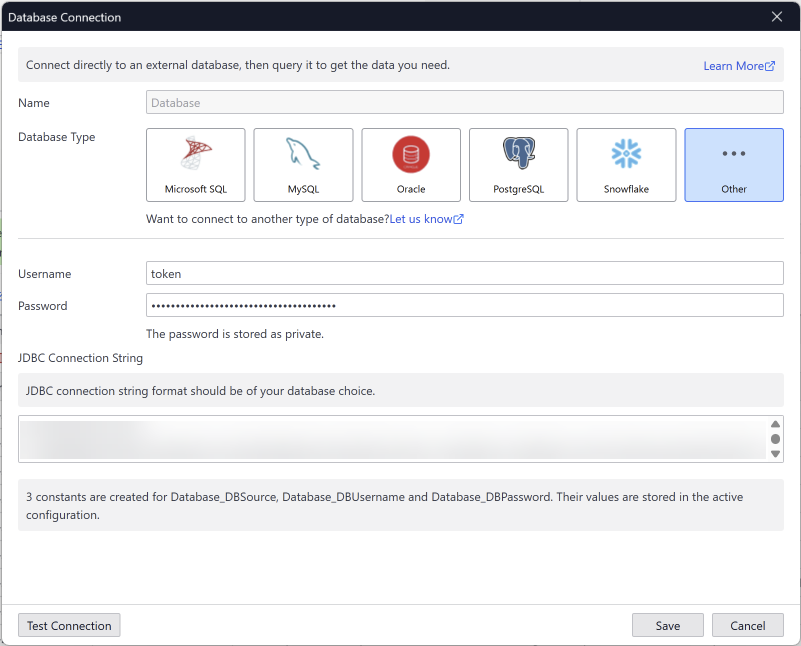 Database Connection
Connect directly to an external database, then query it to get the data you need.
Learn More
Name
Database
Database Type
Microsoft SQL
MySQL
Oracle
PostgreSQL
Snowflake
Other
Want to connect to another type of database?Let us know
Username
token
Password
The password is stored as private.
JDBC Connection String
JDBC connection string format should be of your database choice.
3 constants are created for Database_DBSource, Database_DBUsername and Database_DBPassword. Their values are stored in the active
configuration.
Test Connection
Save
Cancel